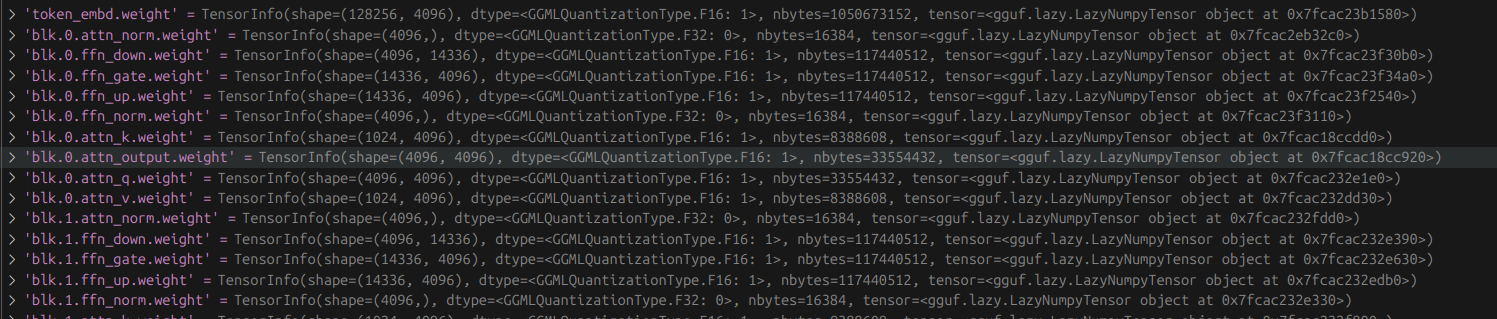 > 'token_embd.weight' = TensorInfo(shape=(128256, 4096), dtype=<GGMLQuantizationType.F16: 1>, nbytes=1050673152, tensor=<gguf.lazy.LazyNumpyTensor object at 0x7fcac23b1580>)
> 'blk.0.attn_norm.weight' = TensorInfo(shape=(4096,), dtype=<GGMLQuantizationType.F32: 0>, nbytes=16384, tensor=<gguf.lazy.LazyNumpyTensor object at 0x7fcac2eb32c0>)
> 'blk.0.ffn_down.weight' = TensorInfo(shape=(4096, 14336), dtype=<GGMLQuantizationType.F16: 1>, nbytes=117440512, tensor=<gguf.lazy.LazyNumpyTensor object at 0x7fcac23f30b0>)
> 'blk.0.ffn_gate.weight' = TensorInfo(shape=(14336, 4096), dtype=<GGMLQuantizationType.F16: 1>, nbytes=117440512, tensor=<gguf.lazy.LazyNumpyTensor object at 0x7fcac23f34a0>)
> 'blk.0.ffn_up.weight' = TensorInfo(shape=(14336, 4096), dtype=<GGMLQuantizationType.F16: 1>, nbytes=117440512, tensor=<gguf.lazy.LazyNumpyTensor object at 0x7fcac23f2540>)
> 'blk.0.ffn_norm.weight' = TensorInfo(shape=(4096,), dtype=<GGMLQuantizationType.F32: 0>, nbytes=16384, tensor=<gguf.lazy.LazyNumpyTensor object at 0x7fcac23f3110>)
> 'blk.0.attn_k.weight' = TensorInfo(shape=(1024, 4096), dtype=<GGMLQuantizationType.F16: 1>, nbytes=8388608, tensor=<gguf.lazy.LazyNumpyTensor object at 0x7fcac18ccdd0>)
> 'blk.0.attn_output.weight' = TensorInfo(shape=(4096, 4096), dtype=<GGMLQuantizationType.F16: 1>, nbytes=33554432, tensor=<gguf.lazy.LazyNumpyTensor object at 0x7fcac18cc920>)
> 'blk.0.attn_q.weight' = TensorInfo(shape=(4096, 4096), dtype=<GGMLQuantizationType.F16: 1>, nbytes=33554432, tensor=<gguf.lazy.LazyNumpyTensor object at 0x7fcac232e1e0>)
> 'blk.0.attn_v.weight' = TensorInfo(shape=(1024, 4096), dtype=<GGMLQuantizationType.F16: 1>, nbytes=8388608, tensor=<gguf.lazy.LazyNumpyTensor object at 0x7fcac232dd30>)
> 'blk.1.attn_norm.weight' = TensorInfo(shape=(4096,), dtype=<GGMLQuantizationType.F32: 0>, nbytes=16384, tensor=<gguf.lazy.LazyNumpyTensor object at 0x7fcac232fdd0>)
> 'blk.1.ffn_down.weight' = TensorInfo(shape=(4096, 14336), dtype=<GGMLQuantizationType.F16: 1>, nbytes=117440512, tensor=<gguf.lazy.LazyNumpyTensor object at 0x7fcac232e390>)
> 'blk.1.ffn_gate.weight' = TensorInfo(shape=(14336, 4096), dtype=<GGMLQuantizationType.F16: 1>, nbytes=117440512, tensor=<gguf.lazy.LazyNumpyTensor object at 0x7fcac232e630>)
> 'blk.1.ffn_up.weight' = TensorInfo(shape=(14336, 4096), dtype=<GGMLQuantizationType.F16: 1>, nbytes=117440512, tensor=<gguf.lazy.LazyNumpyTensor object at 0x7fcac232edb0>)
> 'blk.1.ffn_norm.weight' = TensorInfo(shape=(4096,), dtype=<GGMLQuantizationType.F32: 0>, nbytes=16384, tensor=<gguf.lazy.LazyNumpyTensor object at 0x7fcac232e330>)